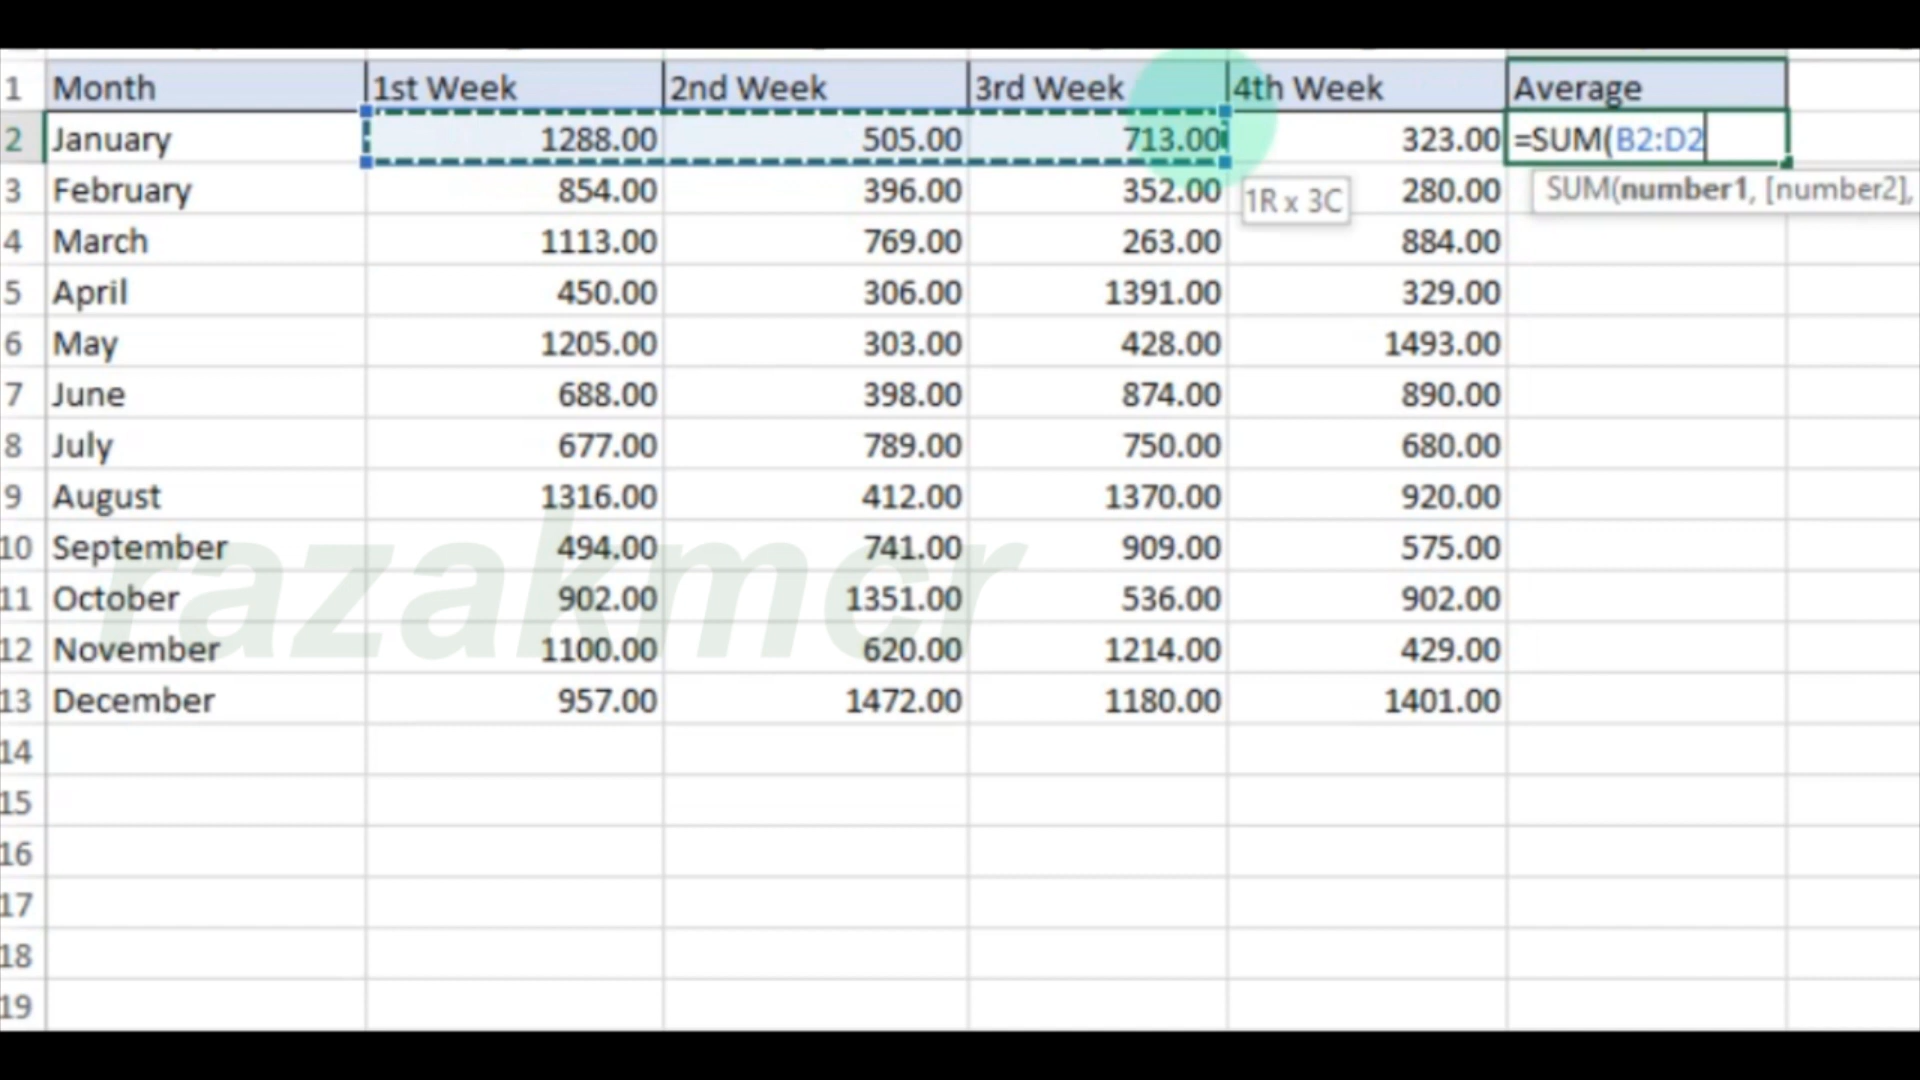 1 Month 1st Week 2nd Week 3rd Week 4th Week Average
2 January 1288.00 505.00 713.00 323.00 =SUM(B2:D2
SUM(number1, [number2],
3 February 854.00 396.00 352.00 280.00
1R x 3C
4 March 1113.00 769.00 263.00 884.00
5 April 450.00 306.00 1391.00 329.00
6 May 1205.00 303.00 428.00 1493.00
7 June 688.00 398.00 874.00 890.00
8 July 677.00 789.00 750.00 680.00
9 August 1316.00 412.00 1370.00 920.00
10 September 494.00 741.00 909.00 575.00
razakmcr
11 October 902.00 1351.00 536.00 902.00
12 November 1100.00 620.00 1214.00 429.00
13 December 957.00 1472.00 1180.00 1401.00
14
15
16
17
18
19